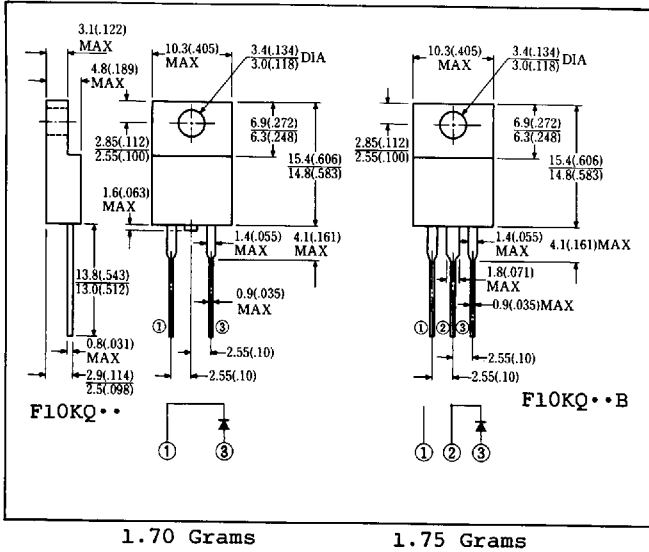 3.1(.122)
MAX
4.8(.189)
MAX
10.3(.405)
MAX
3.4(.134)
3.0(.118)
DIA
2.85(.112)
2.55(.100)
6.9(.272)
6.3(.248)
15.4(.606)
14.8(.583)
1.6(.063)
MAX
1.4(.055)
MAX
4.1(.161)
MAX
13.8(.543)
13.0(.512)
0.9(.035)
MAX
① ③
0.8(.031)
MAX
2.55(.10)
2.55(.10)
2.9(.114)
2.5(.098)
F10KQ··
① ③
10.3(.405)
MAX
3.4(.134)
3.0(.118)
DIA
2.85(.112)
2.55(.100)
6.9(.272)
6.3(.248)
15.4(.606)
14.8(.583)
1.4(.055)
MAX
4.1(.161)MAX
1.8(.071)
MAX
0.9(.035)MAX
① ② ③
2.55(.10)
2.55(.10)
F10KQ··B
① ② ③
1.70 Grams
1.75 Grams